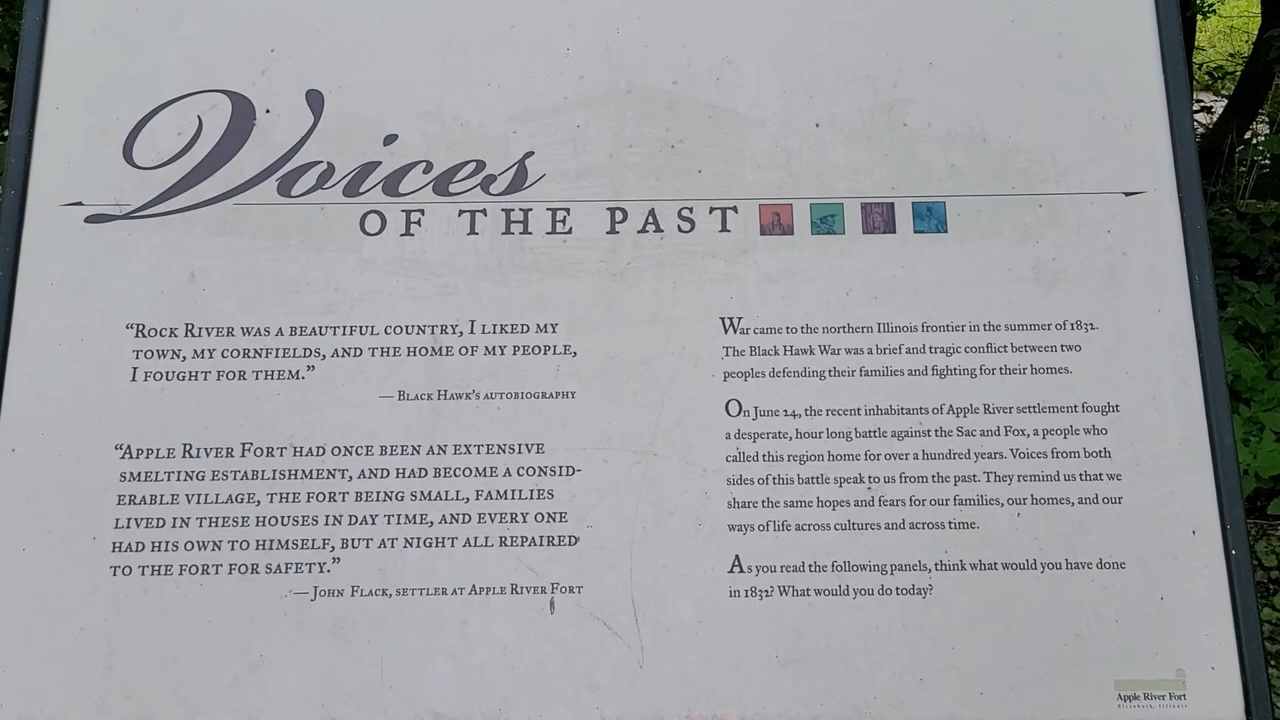 Voices
OF THE PAST
“ROCK RIVER WAS A BEAUTIFUL COUNTRY, I LIKED MY
TOWN, MY CORNFIELDS, AND THE HOME OF MY PEOPLE,
I FOUGHT FOR THEM.”
— BLACK HAWK’S AUTOBIOGRAPHY
“APPLE RIVER FORT HAD ONCE BEEN AN EXTENSIVE
SMELTING ESTABLISHMENT, AND HAD BECOME A CONSID-
ERABLE VILLAGE, THE FORT BEING SMALL, FAMILIES
LIVED IN THESE HOUSES IN DAY TIME, AND EVERY ONE
HAD HIS OWN TO HIMSELF, BUT AT NIGHT ALL REPAIRED
TO THE FORT FOR SAFETY.”
— JOHN FLACK, SETTLER AT APPLE RIVER FORT
War came to the northern Illinois frontier in the summer of 1832.
The Black Hawk War was a brief and tragic conflict between two
peoples defending their families and fighting for their homes.
On June 24, the recent inhabitants of Apple River settlement fought
a desperate, hour long battle against the Sac and Fox, a people who
called this region home for over a hundred years. Voices from both
sides of this battle speak to us from the past. They remind us that we
share the same hopes and fears for our families, our homes, and our
ways of life across cultures and across time.
As you read the following panels, think what would you have done
in 1832? What would you do today?
Apple River Fort
Elizabeth, Illinois